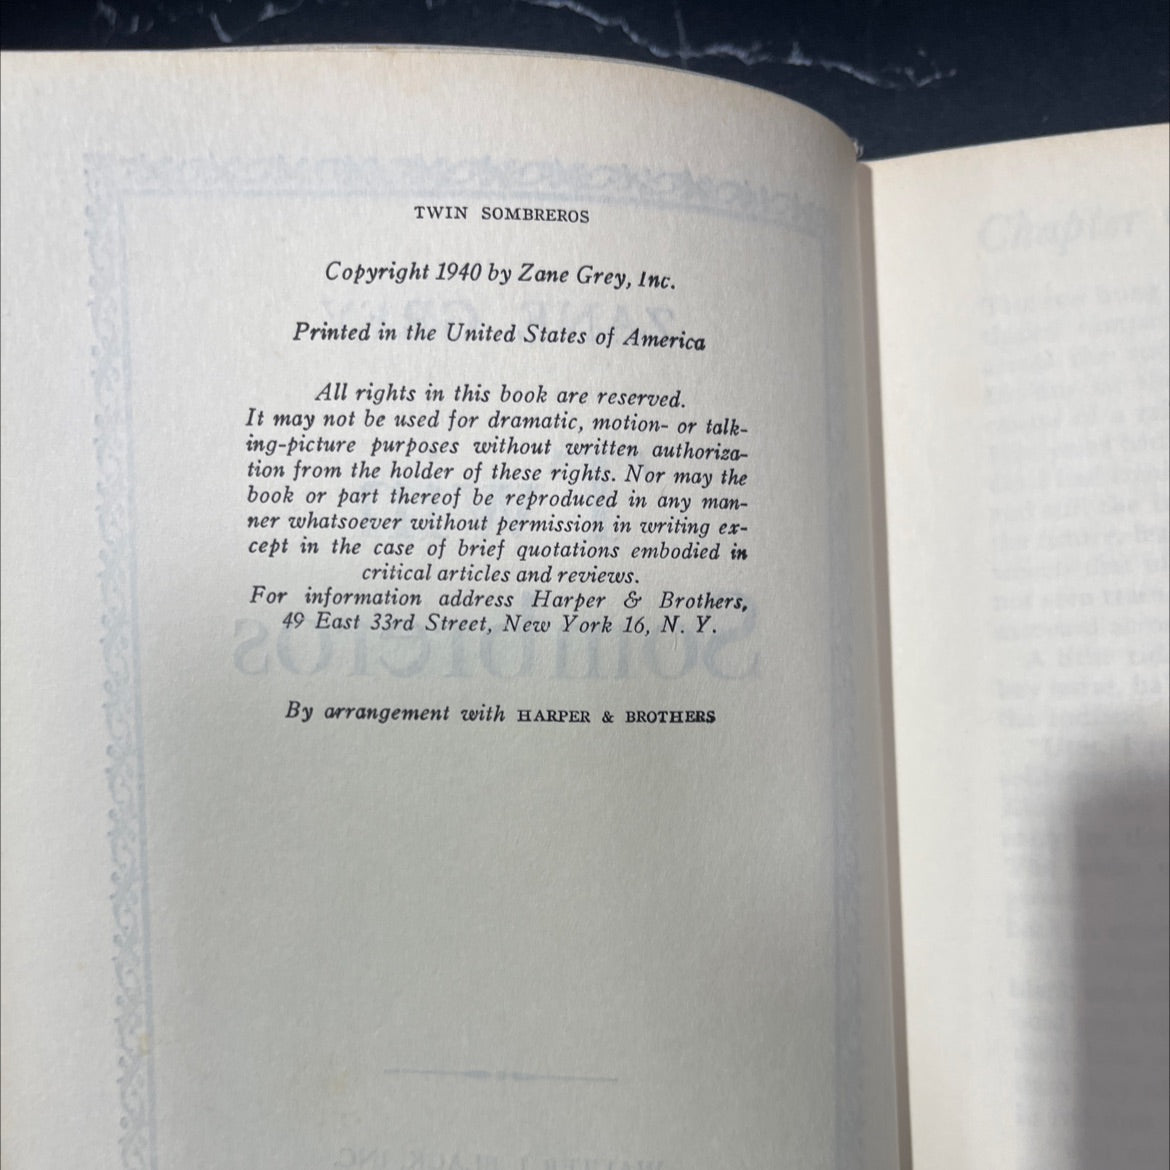 TWIN SOMBREROS
Copyright 1940 by Zane Grey, Inc.
Printed in the United States of America
All rights in this book are reserved.
It may not be used for dramatic, motion- or talk-
ing-picture purposes without written authoriza-
tion from the holder of these rights. Nor may the
book or part thereof be reproduced in any man-
ner whatsoever without permission in writing ex-
cept in the case of brief quotations embodied in
critical articles and reviews.
For information address Harper & Brothers,
49 East 33rd Street, New York 16, N. Y.
By arrangement with HARPER & BROTHERS
Chapter